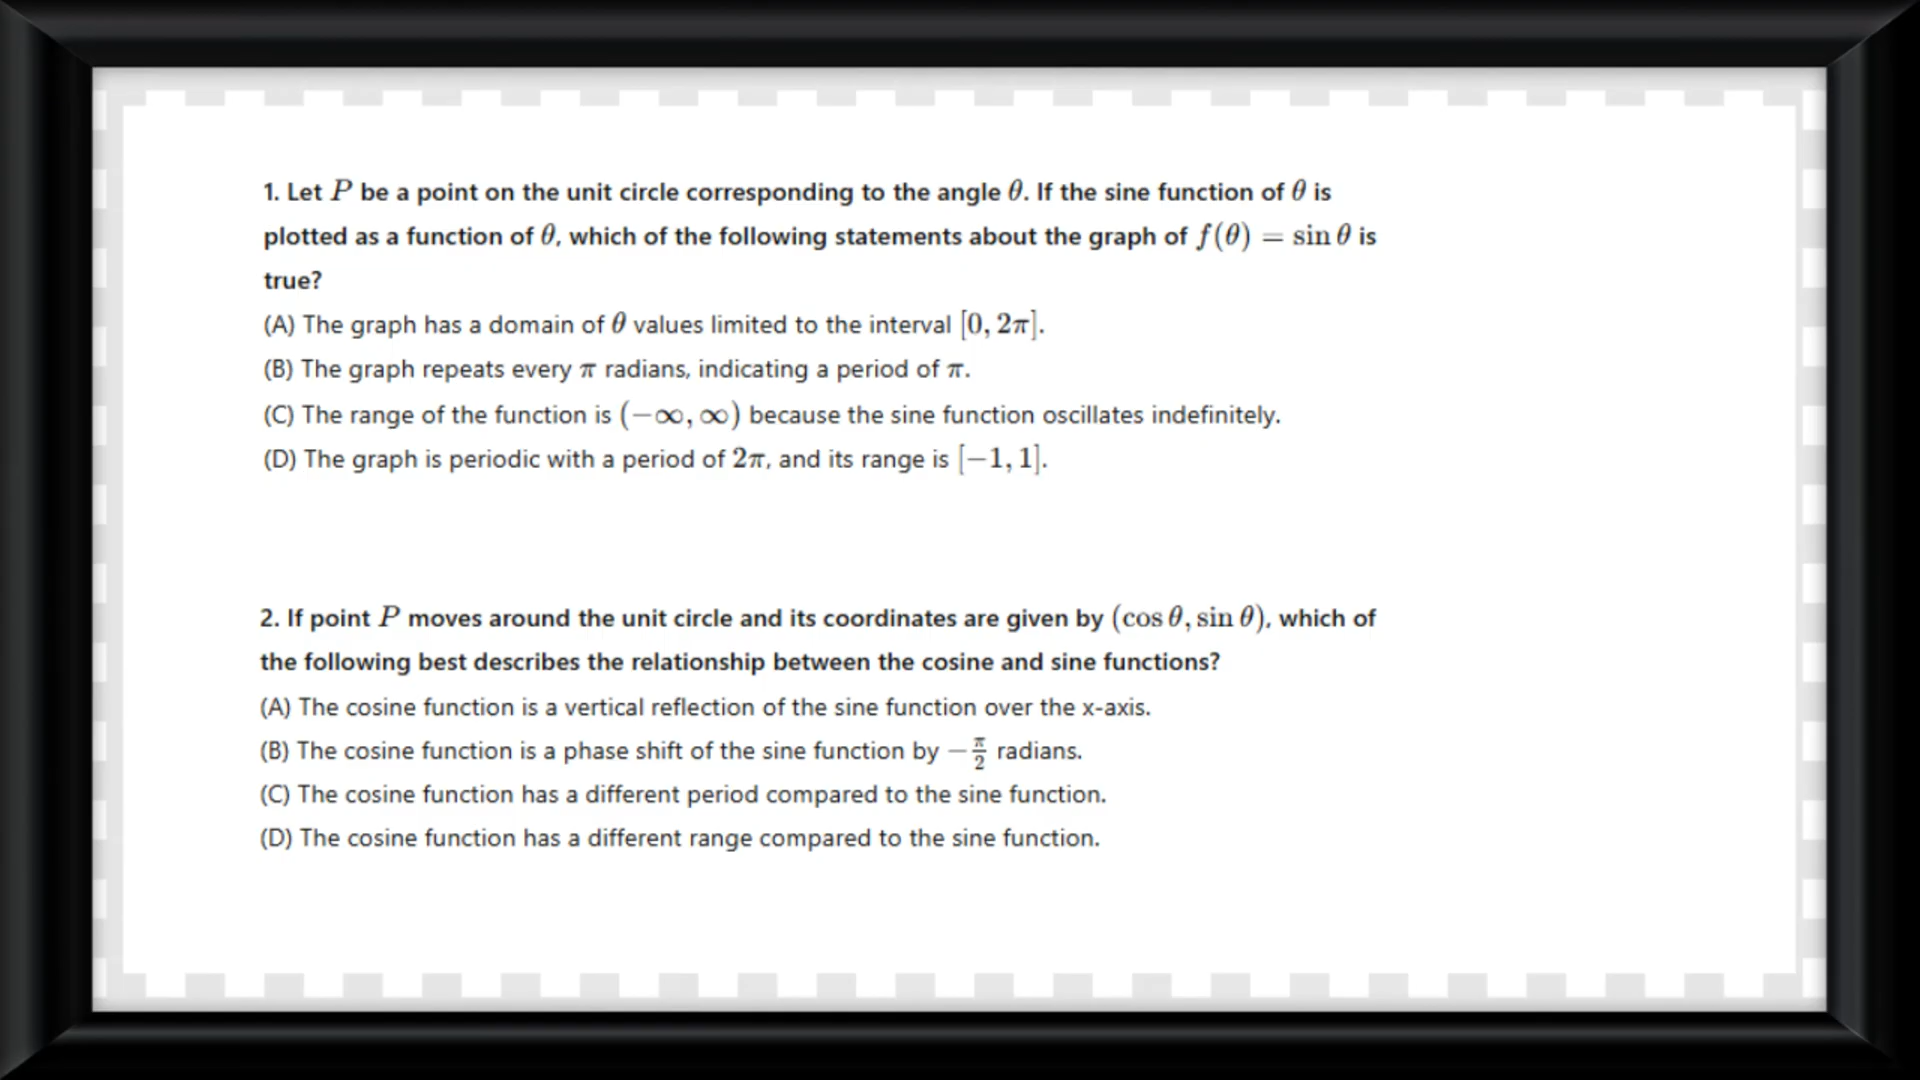 1. Let P be a point on the unit circle corresponding to the angle θ. If the sine function of θ is
plotted as a function of θ, which of the following statements about the graph of f(θ) = sin θ is
true?
(A) The graph has a domain of θ values limited to the interval [0, 2π].
(B) The graph repeats every π radians, indicating a period of π.
(C) The range of the function is (−∞, ∞) because the sine function oscillates indefinitely.
(D) The graph is periodic with a period of 2π, and its range is [−1, 1].
2. If point P moves around the unit circle and its coordinates are given by (cos θ, sin θ), which of
the following best describes the relationship between the cosine and sine functions?
(A) The cosine function is a vertical reflection of the sine function over the x-axis.
(B) The cosine function is a phase shift of the sine function by −π/2 radians.
(C) The cosine function has a different period compared to the sine function.
(D) The cosine function has a different range compared to the sine function.